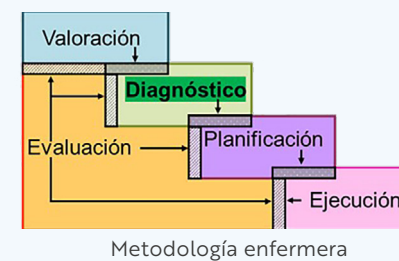 Valoración
Diagnóstico
Evaluación
Planificación
Ejecución
Metodología enfermera